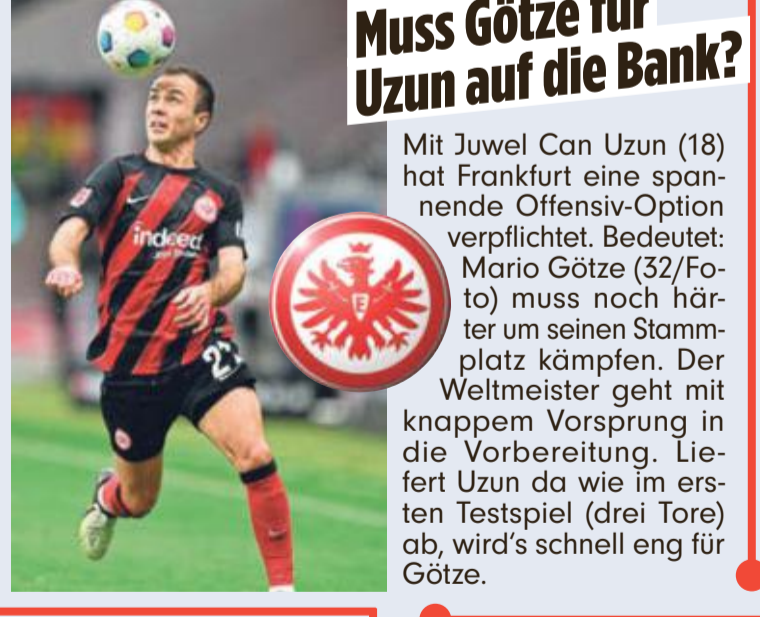 Muss Götze für
Uzun auf die Bank?
Mit Juwel Can Uzun (18)
hat Frankfurt eine span-
nende Offensiv-Option
verpflichtet. Bedeutet:
Mario Götze (32/Fo-
to) muss noch här-
ter um seinen Stamm-
platz kämpfen. Der
Weltmeister geht mit
knappem Vorsprung in
die Vorbereitung. Lie-
fert Uzun da wie im ers-
ten Testspiel (drei Tore)
ab, wird's schnell eng für
Götze.
indeed
E
27